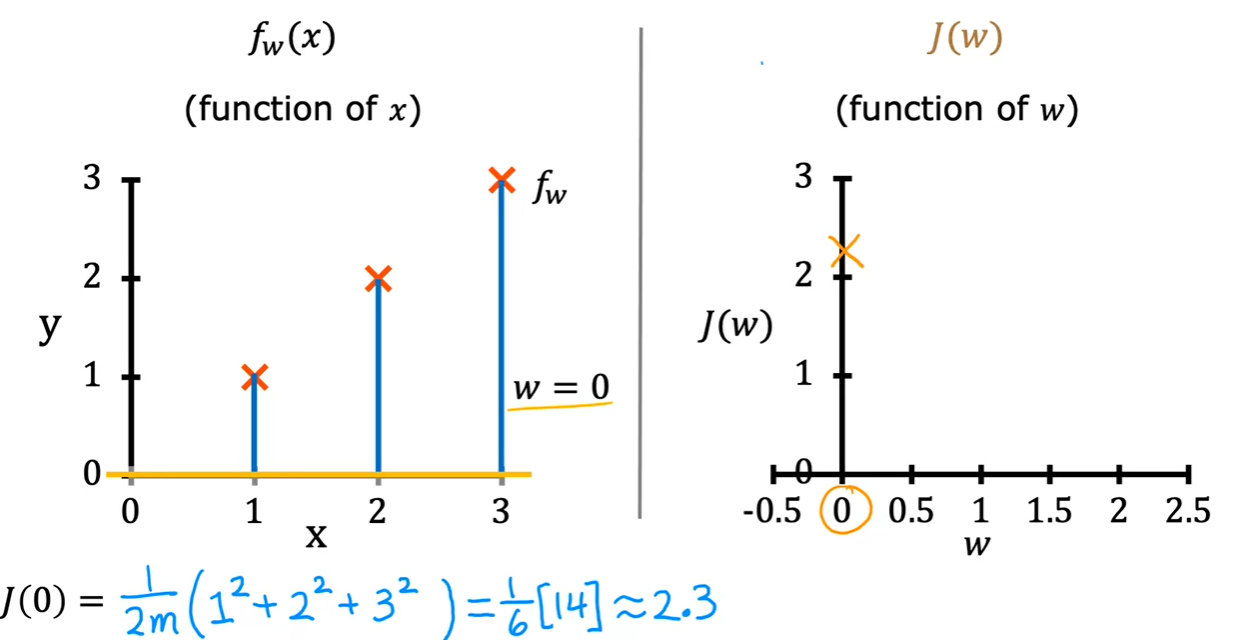 f_w(x)
(function of x)
3
2
y
1
0
f_w
w = 0
0 1 2 3
x
J(w)
(function of w)
3
2
J(w)
1
0
-0.5 0 0.5 1 1.5 2 2.5
w
J(0) = 1/2m (1² + 2² + 3²) = 1/6 [14] ≈ 2.3